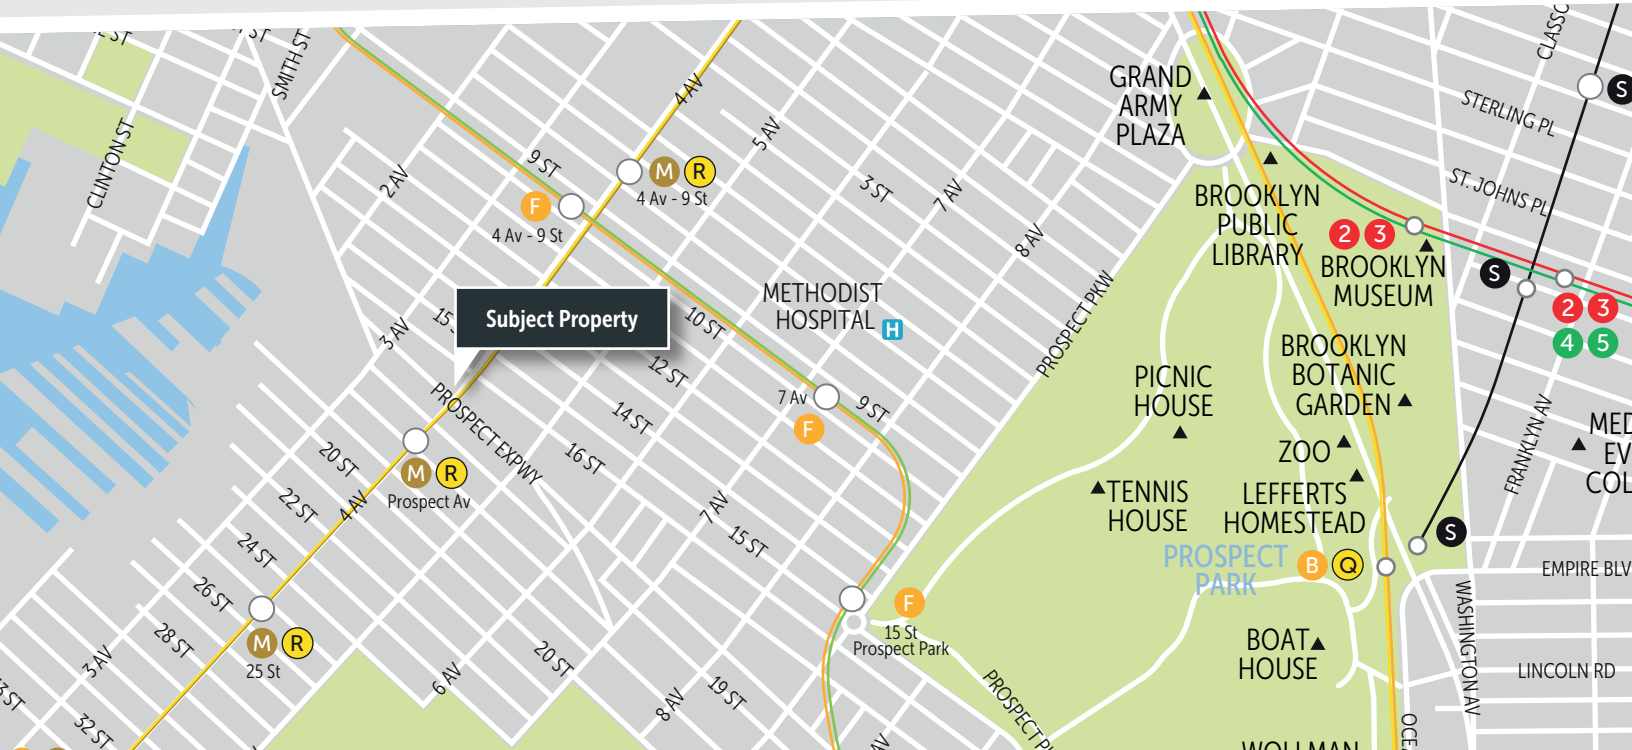 SMITH ST
CLINTON ST
2 AV
9 ST
4 AV
5 AV
M R
4 Av - 9 St
F
4 Av - 9 St
3 ST
7 AV
8 AV
GRAND
ARMY
PLAZA
STERLING PL
S
ST. JOHNS PL
BROOKLYN
PUBLIC
LIBRARY
2 3
BROOKLYN
MUSEUM
S
2 3
4 5
3 AV
Subject Property
10 ST
METHODIST
HOSPITAL H
PROSPECT PKW
12 ST
PROSPECT EXPWY
14 ST
7 Av
F
9 ST
PICNIC
HOUSE
BROOKLYN
BOTANIC
GARDEN
FRANKLYN AV
16 ST
20 ST
M R
Prospect Av
22 ST
4 AV
7 AV
15 ST
TENNIS
HOUSE
ZOO
LEFFERTS
HOMESTEAD
S
PROSPECT
PARK
B Q
EMPIRE BLV
24 ST
26 ST
M R
25 St
28 ST
3 AV
32 ST
6 AV
20 ST
8 AV
19 ST
F
15 St
Prospect Park
BOAT
HOUSE
WASHINGTON AV
LINCOLN RD
WOLLMAN